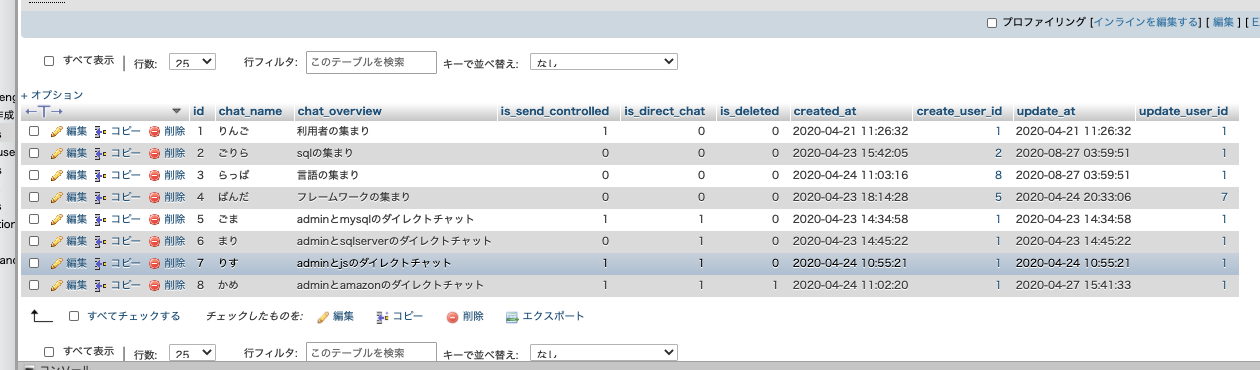 プロファイリング [インラインを編集する] [ 編集 ] [ E
すべて表示 | 行数: 25 行フィルタ: このテーブルを検索 キーで並べ替え: なし
+ オプション
←T→ ▼ id chat_name chat_overview is_send_controlled is_direct_chat is_deleted created_at create_user_id update_at update_user_id
編集 コピー 削除 1 りんご 利用者の集まり 1 0 0 2020-04-21 11:26:32 1 2020-04-21 11:26:32 1
編集 コピー 削除 2 ごりら sqlの集まり 0 0 0 2020-04-23 15:42:05 2 2020-08-27 03:59:51 1
編集 コピー 削除 3 らっぱ 言語の集まり 0 0 0 2020-04-24 11:03:16 8 2020-08-27 03:59:51 1
編集 コピー 削除 4 ぱんだ フレームワークの集まり 0 0 0 2020-04-23 18:14:28 5 2020-04-24 20:33:06 7
編集 コピー 削除 5 ごま adminとmysqlのダイレクトチャット 1 1 0 2020-04-23 14:34:58 1 2020-04-23 14:34:58 1
編集 コピー 削除 6 まり adminとsqlserverのダイレクトチャット 0 1 0 2020-04-23 14:45:22 1 2020-04-23 14:45:22 1
編集 コピー 削除 7 りす adminとjsのダイレクトチャット 1 1 0 2020-04-24 10:55:21 1 2020-04-24 10:55:21 1
編集 コピー 削除 8 かめ adminとamazonのダイレクトチャット 1 1 1 2020-04-24 11:02:20 1 2020-04-27 15:41:33 1
すべてチェックする チェックしたものを: 編集 コピー 削除 エクスポート
すべて表示 | 行数: 25 行フィルタ: このテーブルを検索 キーで並べ替え: なし
コンソール